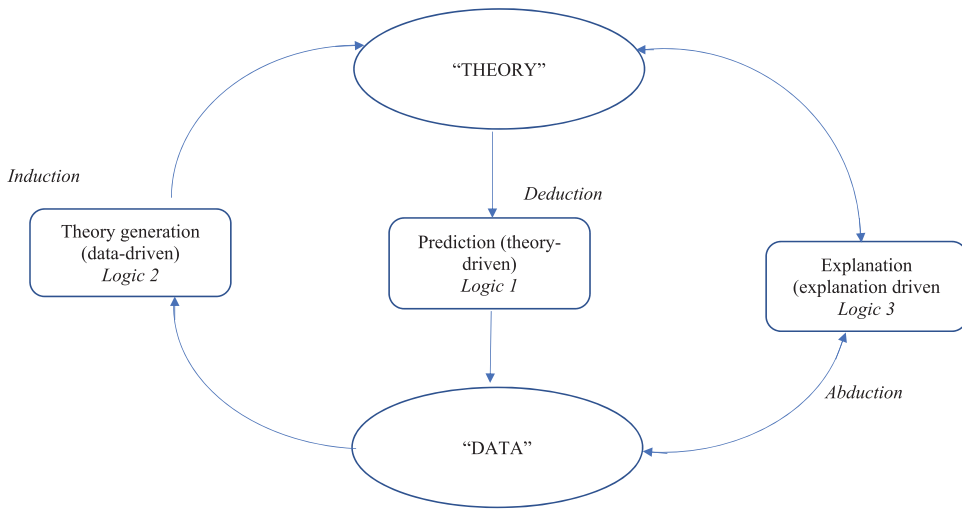 “THEORY”
Induction
Deduction
Theory generation
(data-driven)
Logic 2
Prediction (theory-
driven)
Logic 1
Explanation
(explanation driven
Logic 3
Abduction
“DATA”